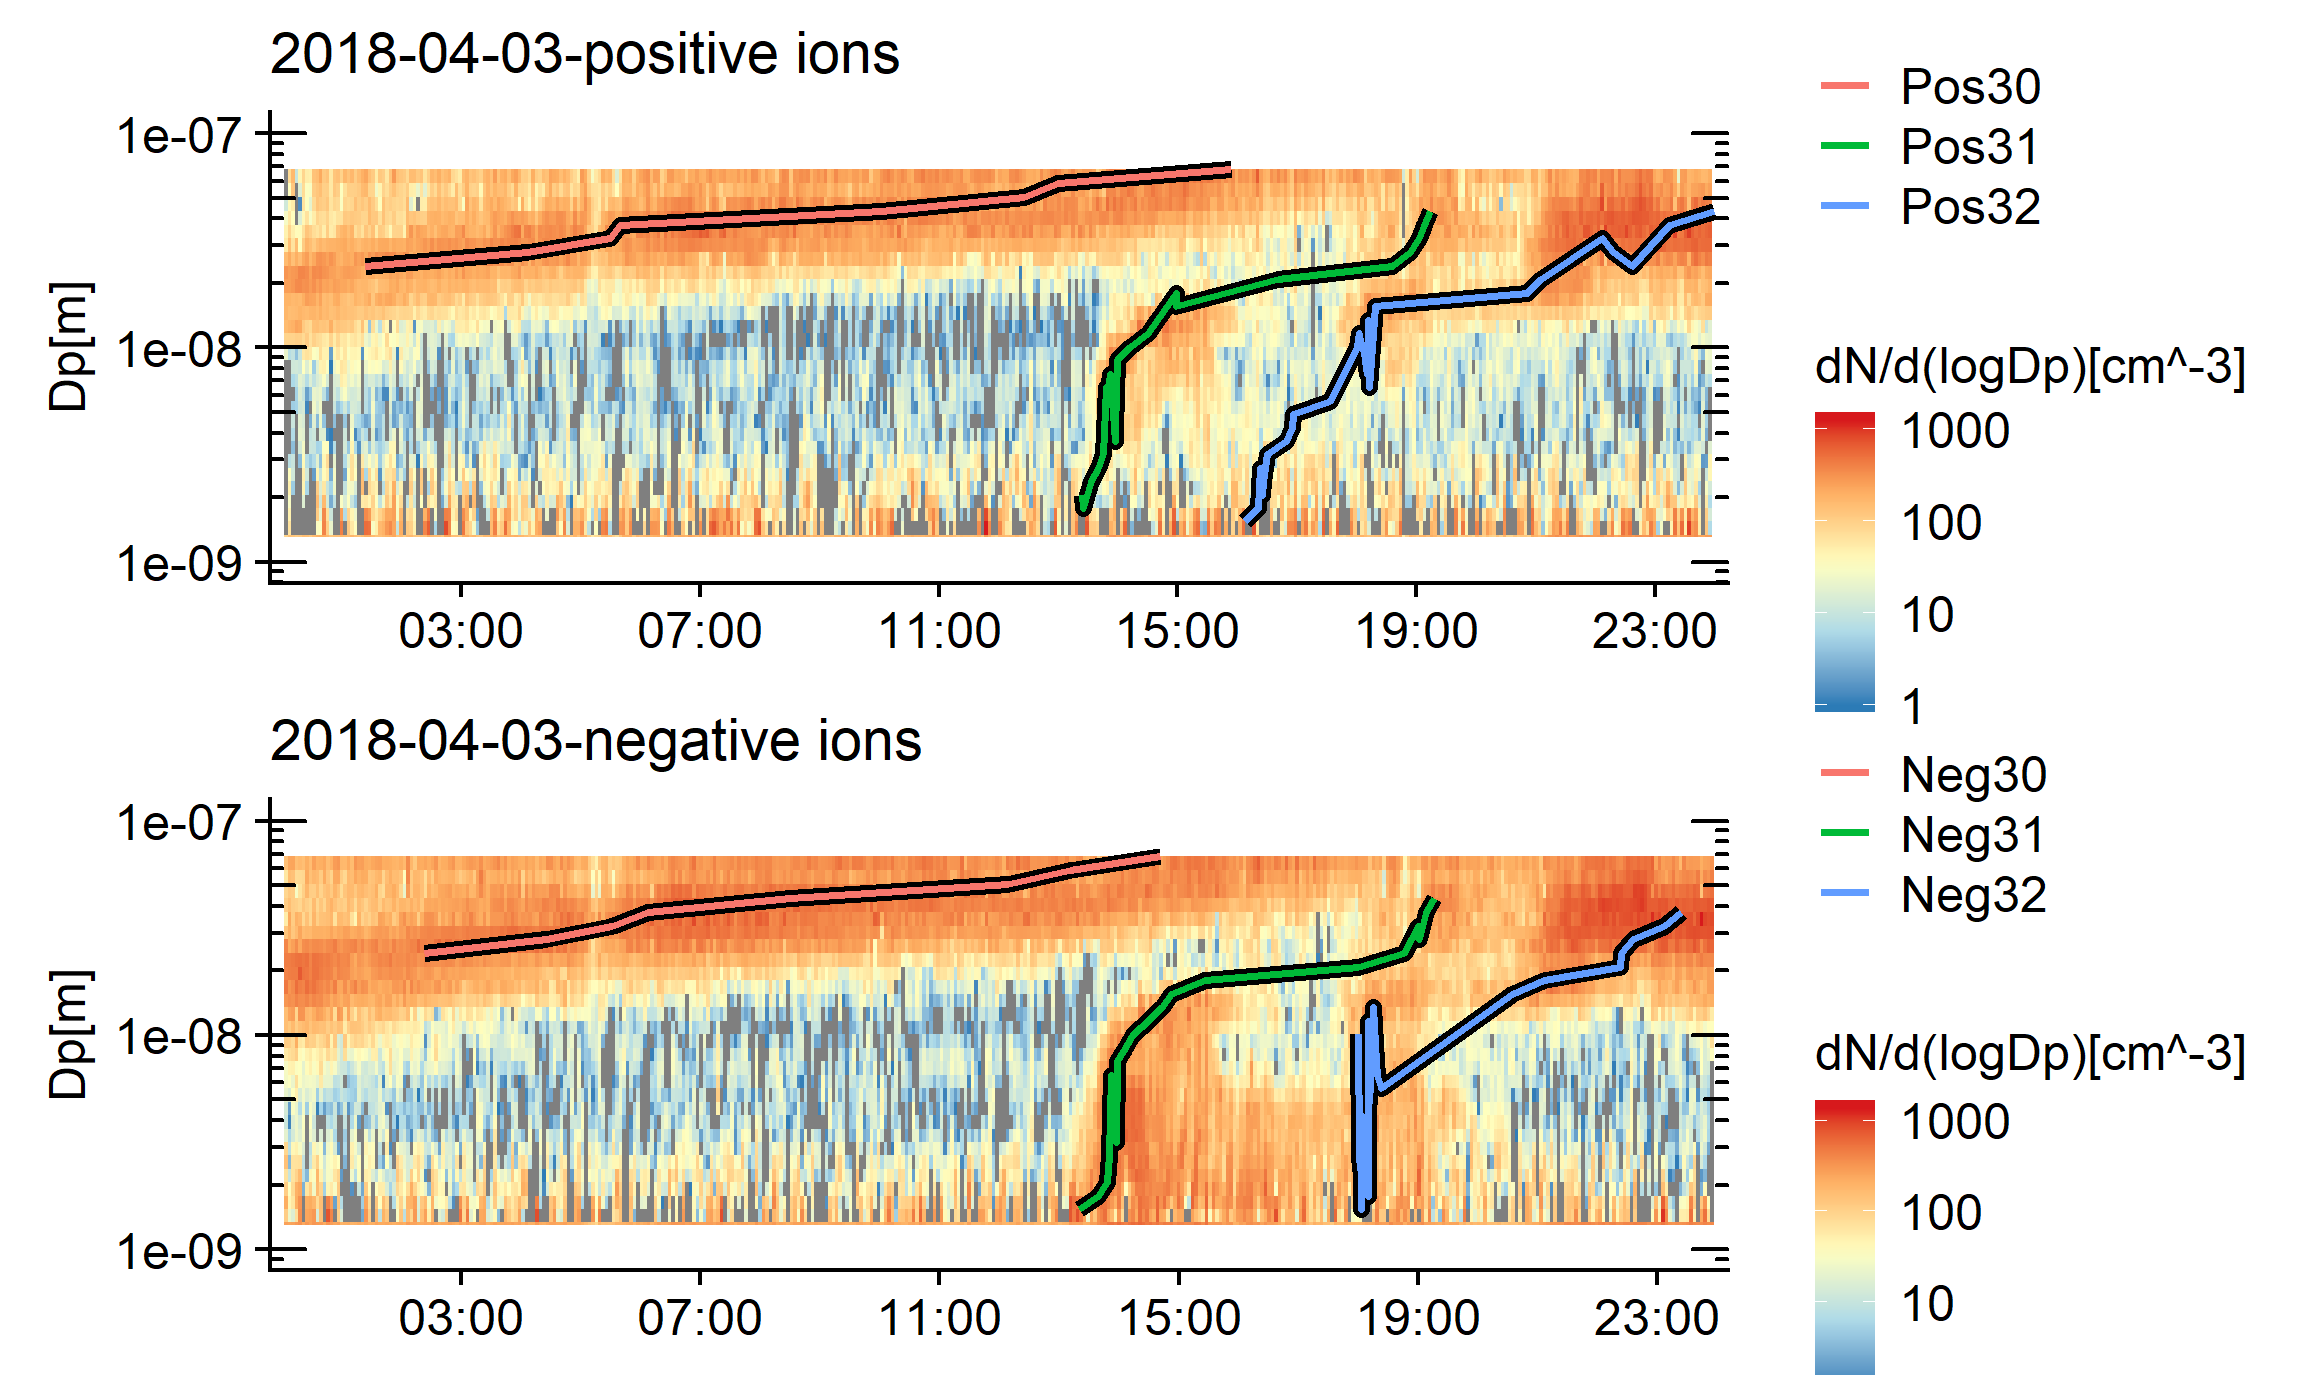 2018-04-03-positive ions
Pos30
Pos31
Pos32
1e-07
1e-08
1e-09
Dp[m]
03:00 07:00 11:00 15:00 19:00 23:00
dN/d(logDp)[cm^-3]
1000
100
10
1
2018-04-03-negative ions
Neg30
Neg31
Neg32
1e-07
1e-08
1e-09
Dp[m]
03:00 07:00 11:00 15:00 19:00 23:00
dN/d(logDp)[cm^-3]
1000
100
10